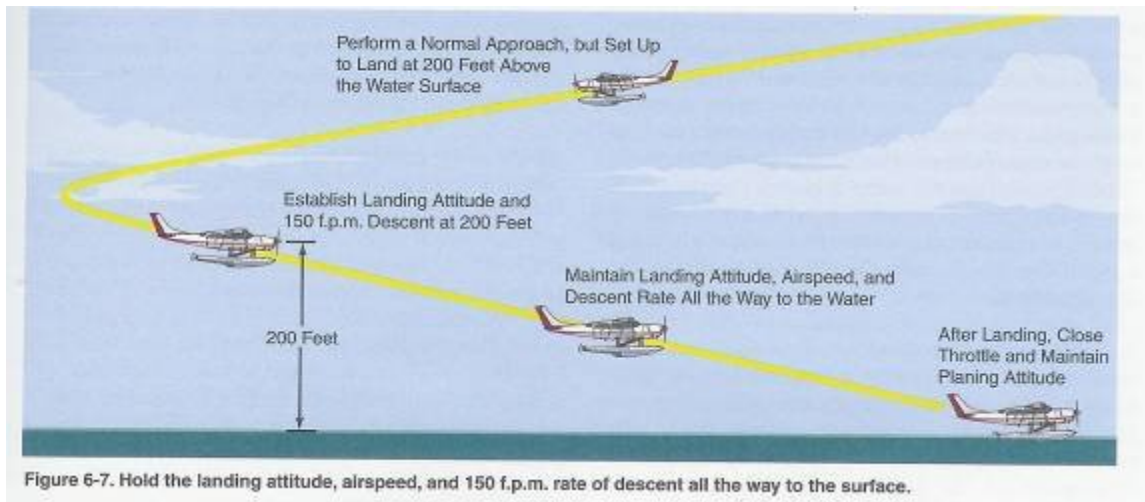 Perform a Normal Approach, but Set Up
to Land at 200 Feet Above
the Water Surface
Establish Landing Attitude and
150 f.p.m. Descent at 200 Feet
Maintain Landing Attitude, Airspeed, and
Descent Rate All the Way to the Water
200 Feet
After Landing, Close
Throttle and Maintain
Planing Attitude
Figure 6-7. Hold the landing attitude, airspeed, and 150 f.p.m. rate of descent all the way to the surface.